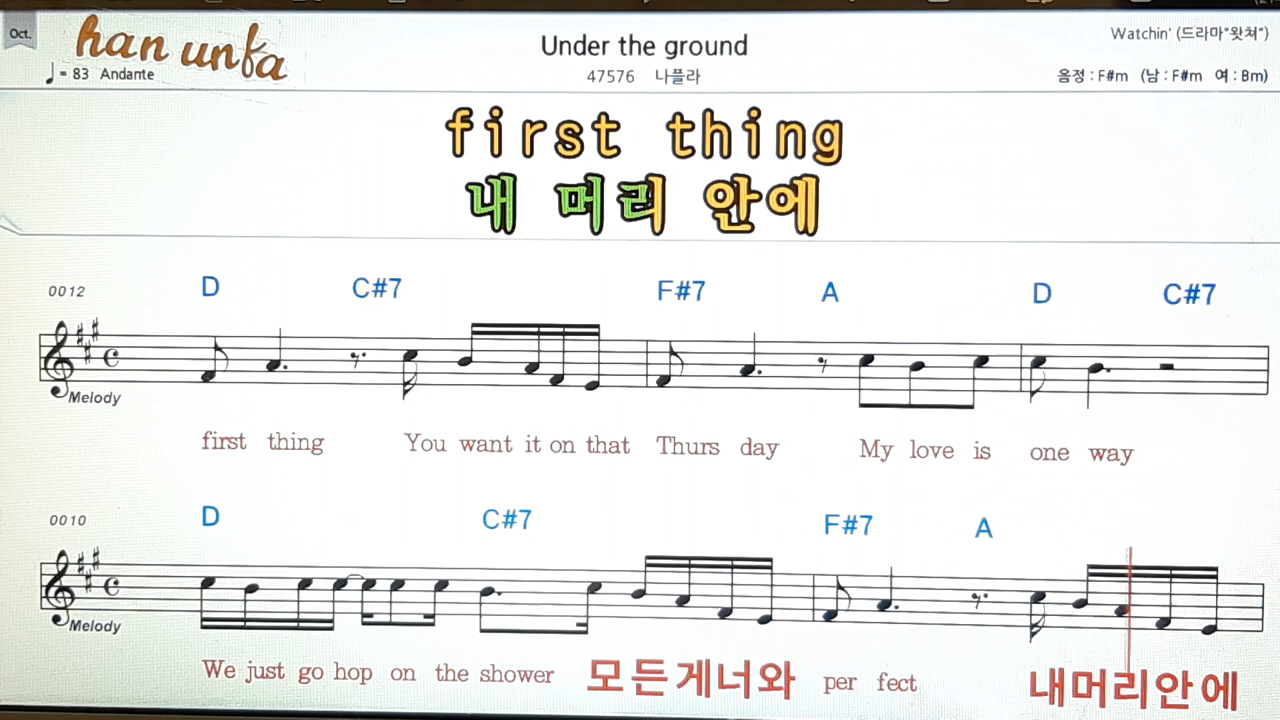 Oct.
han unfa
Under the ground
Watchin' (드라마"왓쳐")
♩= 83 Andante
47576 나플라
음정 : F#m (남 : F#m 여 : Bm)
first thing
내 머리 안에
0012
D C#7 F#7 A D C#7
Melody
first thing You want it on that Thurs day My love is one way
0010
D C#7 F#7 A
Melody
We just go hop on the shower 모든게너와 per fect 내머리안에